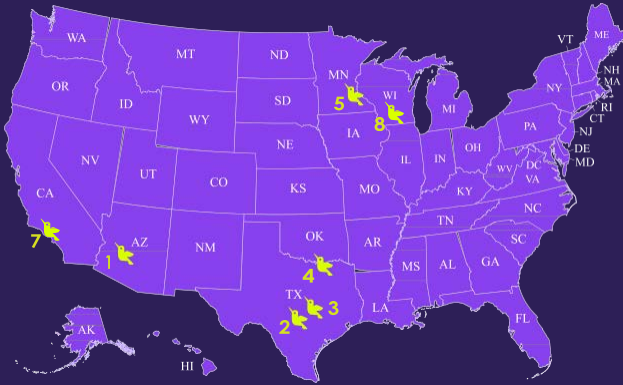 WA
MT
ND
MN
VT
ME
OR
ID
WY
SD
WI
MI
NY
NH
MA
RI
CT
NV
UT
CO
NE
IA
IL
IN
OH
PA
NJ
DE
MD
DC
WV
VA
CA
AZ
NM
KS
MO
KY
NC
TN
OK
AR
SC
MS
AL
GA
TX
LA
FL
AK
HI
5
8
7
1
4
3
2